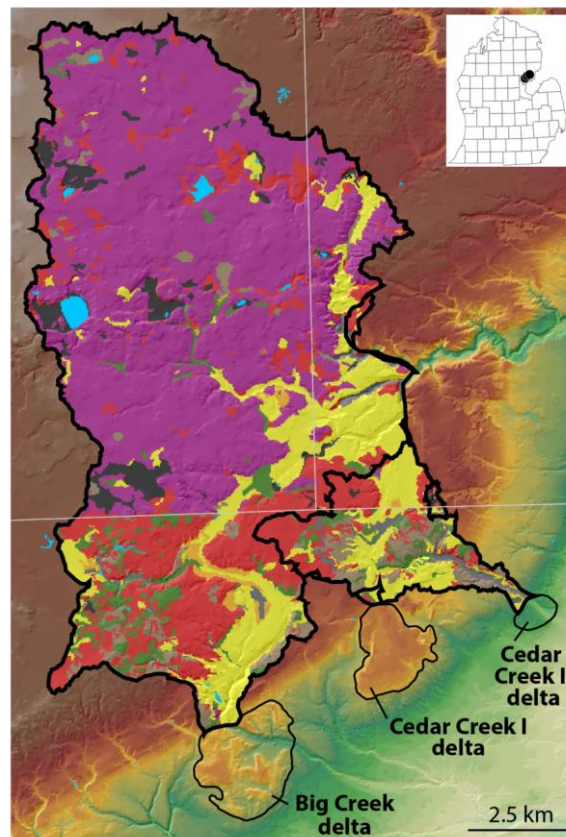 Cedar
Creek I
delta
Cedar Creek I
delta
Big Creek
delta
2.5 km